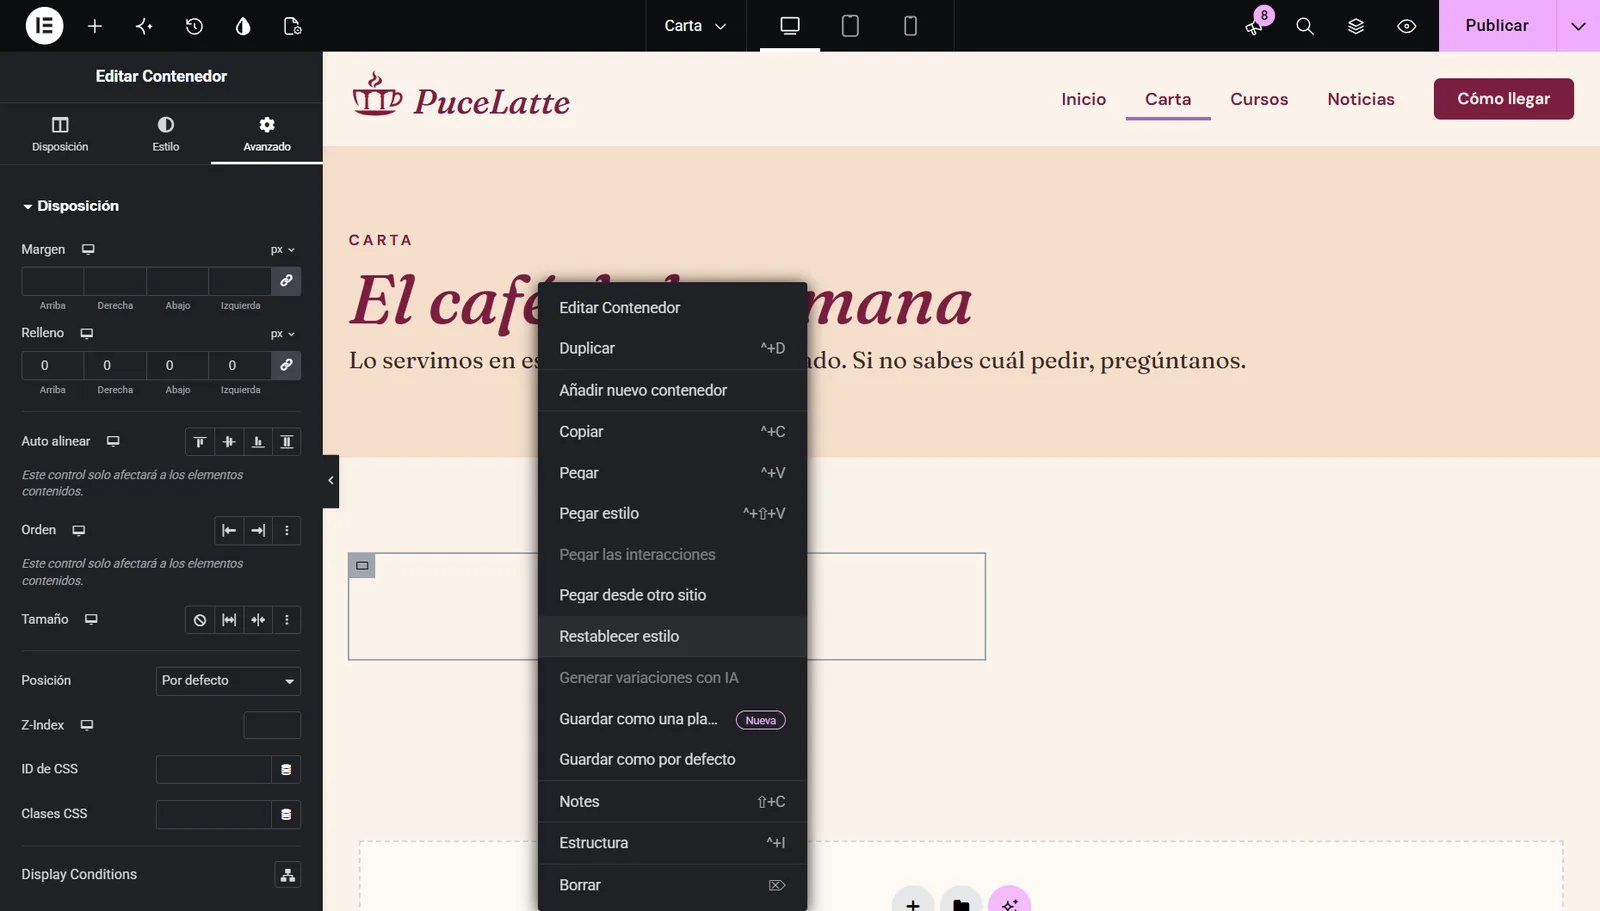 Carta
8
Publicar
Editar Contenedor
Disposición
Estilo
Avanzado
Disposición
Margen
px
Arriba
Derecha
Abajo
Izquierda
Relleno
px
0
0
0
0
Arriba
Derecha
Abajo
Izquierda
Auto alinear
Este control solo afectará a los elementos
contenidos.
Orden
Este control solo afectará a los elementos
contenidos.
Tamaño
Posición
Por defecto
Z-Index
ID de CSS
Clases CSS
Display Conditions
PuceLatte
Inicio
Carta
Cursos
Noticias
Cómo llegar
CARTA
El café
mana
Lo servimos en
do. Si no sabes cuál pedir, pregúntanos.
Editar Contenedor
Duplicar ^+D
Añadir nuevo contenedor
Copiar ^+C
Pegar ^+V
Pegar estilo ^+⇧+V
Pegar las interacciones
Pegar desde otro sitio
Restablecer estilo
Generar variaciones con IA
Guardar como una pla... Nueva
Guardar como por defecto
Notes ⇧+C
Estructura ^+I
Borrar ⌦